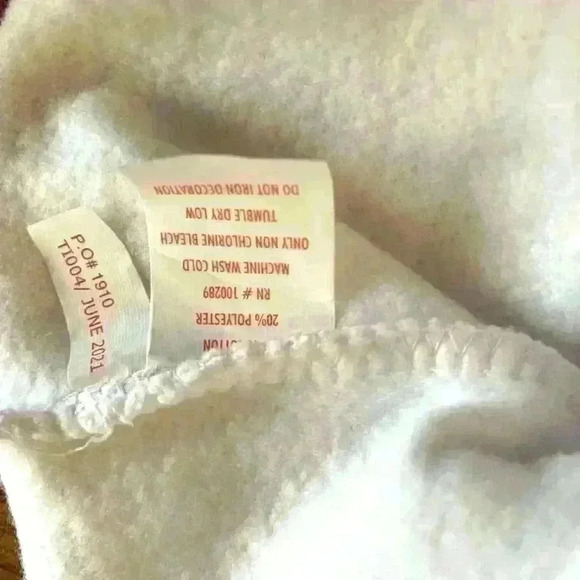 P.O# 1910
TI004/ JUNE 2021
20% POLYESTER
RN # 100289
MACHINE WASH COLD
ONLY NON CHLORINE BLEACH
TUMBLE DRY LOW
DO NOT IRON DECORATION